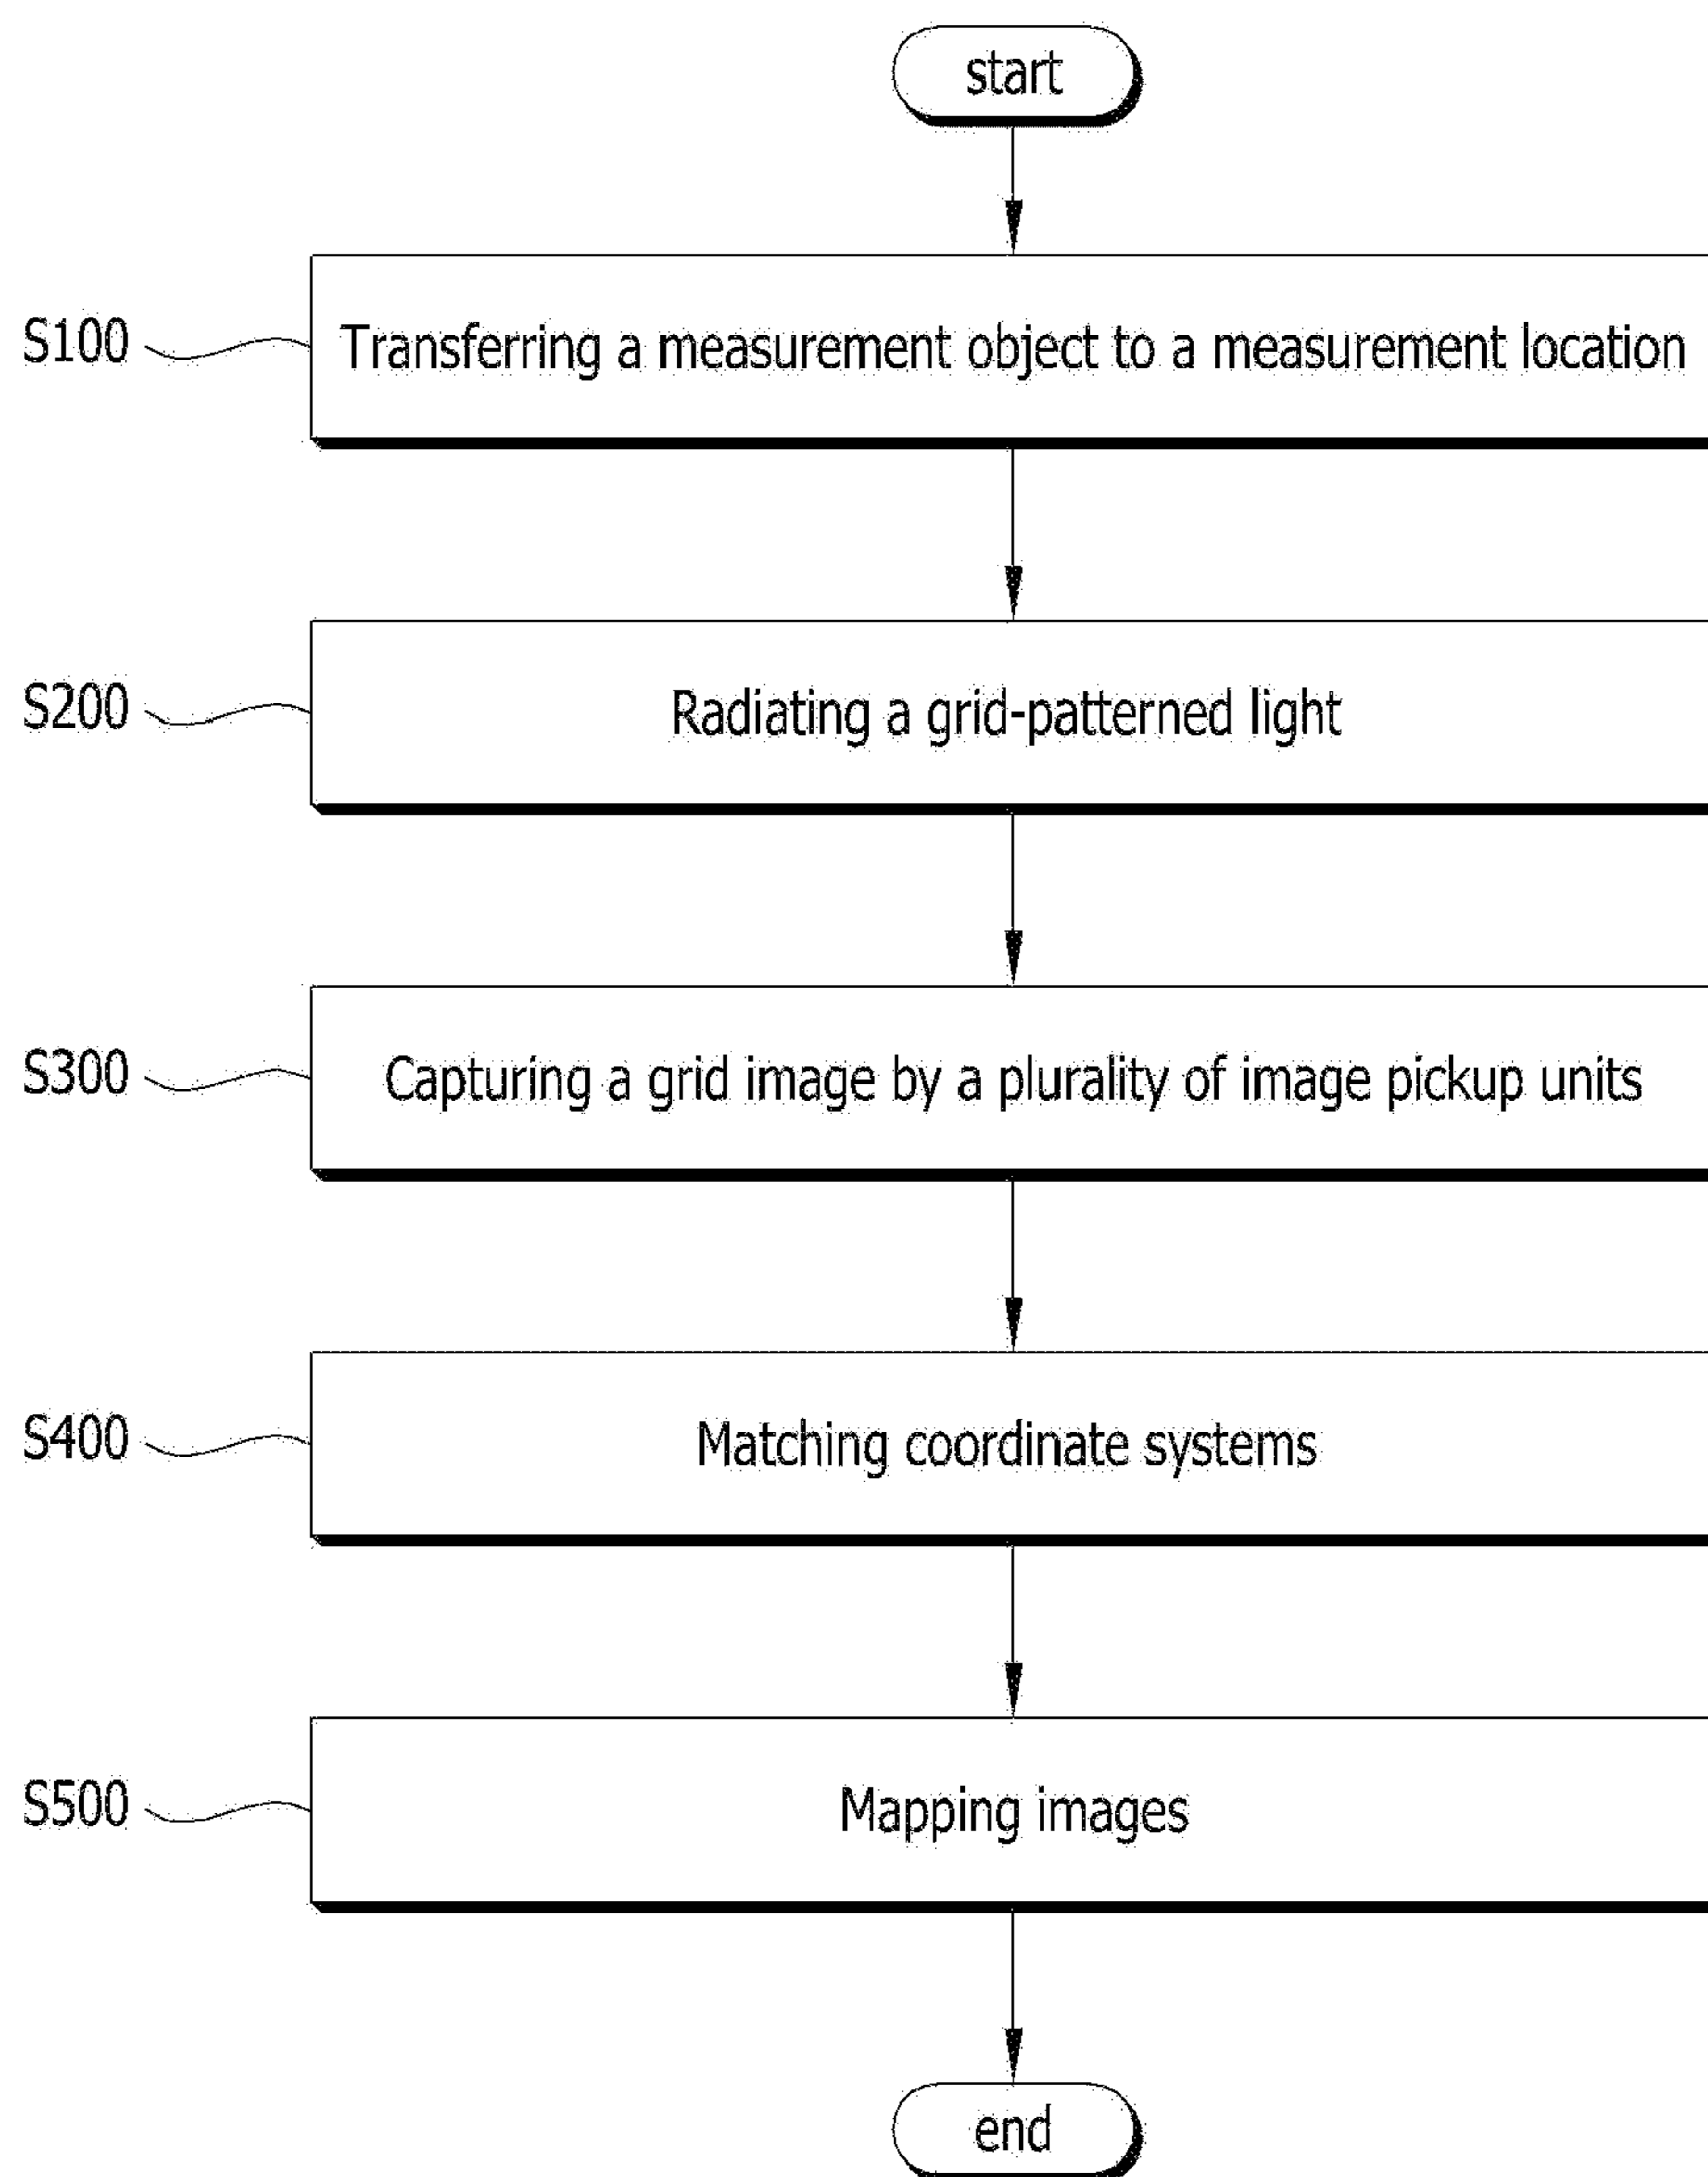 start
S100 Transferring a measurement object to a measurement location
S200 Radiating a grid-patterned light
S300 Capturing a grid image by a plurality of image pickup units
S400 Matching coordinate systems
S500 Mapping images
end